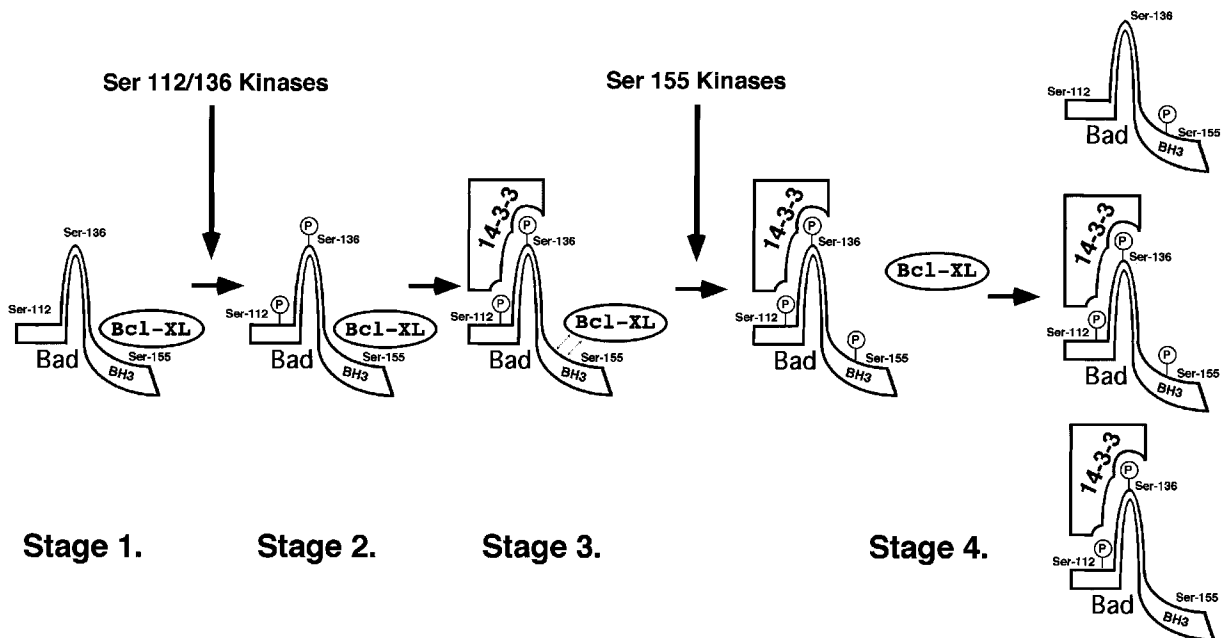 Ser 112/136 Kinases
Ser 155 Kinases
Ser-136
Ser-112
Bcl-XL
Ser-155
Bad
BH3
P
Ser-136
P
Ser-112
Bcl-XL
Ser-155
Bad
BH3
14-3-3
P
Ser-136
P
Ser-112
Bcl-XL
Ser-155
Bad
BH3
14-3-3
P
Ser-136
P
Ser-112
P
Ser-155
Bad
BH3
Bcl-XL
Ser-136
Ser-112
P
Ser-155
Bad
BH3
14-3-3
P
Ser-136
P
Ser-112
P
Ser-155
Bad
BH3
14-3-3
P
Ser-136
P
Ser-112
Ser-155
Bad
BH3
Stage 1.
Stage 2.
Stage 3.
Stage 4.